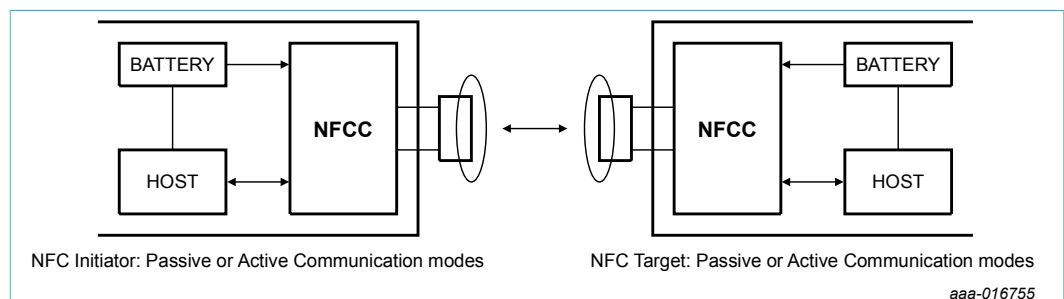 BATTERY
NFCC
HOST
BATTERY
NFCC
HOST
NFC Initiator: Passive or Active Communication modes
NFC Target: Passive or Active Communication modes
aaa-016755